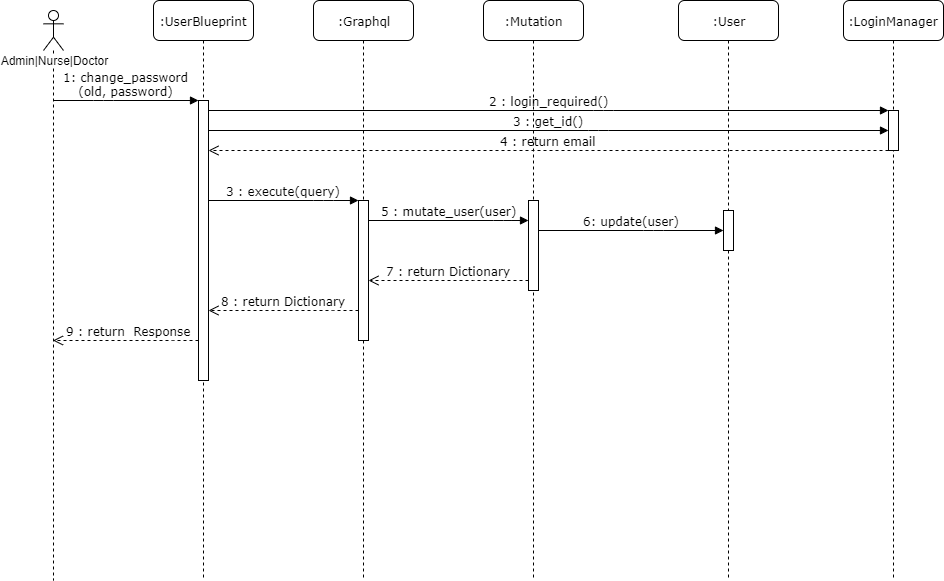 :UserBlueprint
:Graphql
:Mutation
:User
:LoginManager
Admin|Nurse|Doctor
1: change_password
(old, password)
2 : login_required()
3 : get_id()
4 : return email
3 : execute(query)
5 : mutate_user(user)
6: update(user)
7 : return Dictionary
8 : return Dictionary
9 : return  Response